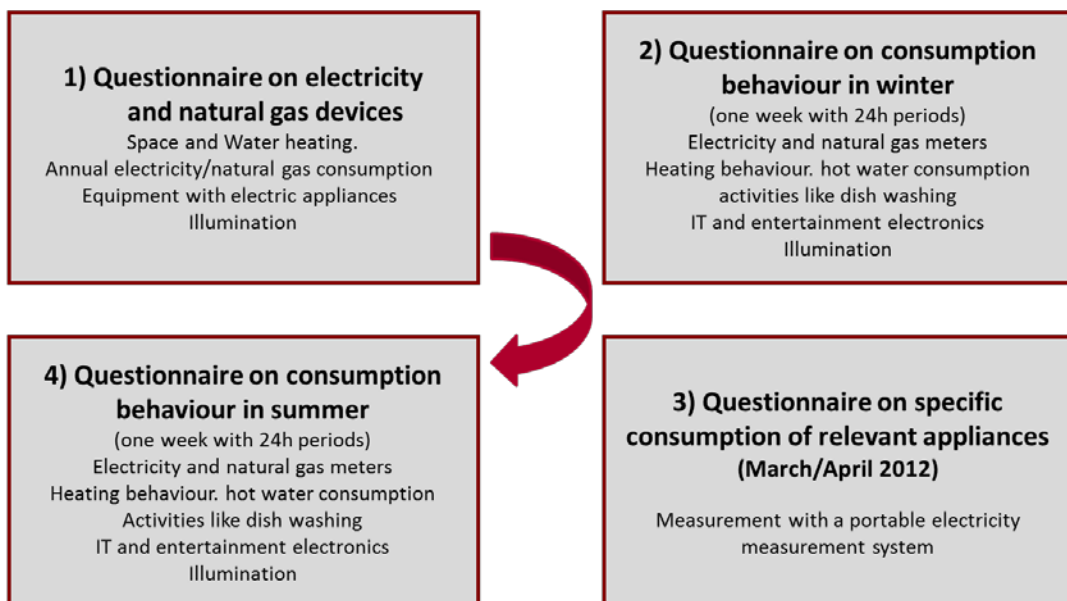 1) Questionnaire on electricity
and natural gas devices
Space and Water heating.
Annual electricity/natural gas consumption
Equipment with electric appliances
Illumination
2) Questionnaire on consumption
behaviour in winter
(one week with 24h periods)
Electricity and natural gas meters
Heating behaviour. hot water consumption
activities like dish washing
IT and entertainment electronics
Illumination
3) Questionnaire on specific
consumption of relevant appliances
(March/April 2012)
Measurement with a portable electricity
measurement system
4) Questionnaire on consumption
behaviour in summer
(one week with 24h periods)
Electricity and natural gas meters
Heating behaviour. hot water consumption
Activities like dish washing
IT and entertainment electronics
Illumination